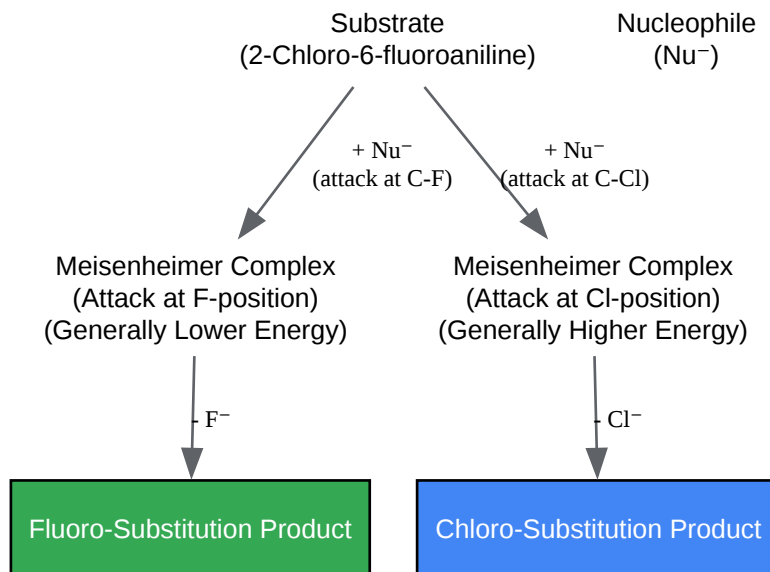 Substrate
(2-Chloro-6-fluoroaniline)
Nucleophile
(Nu⁻)
+ Nu⁻
(attack at C-F)
+ Nu⁻
(attack at C-Cl)
Meisenheimer Complex
(Attack at F-position)
(Generally Lower Energy)
Meisenheimer Complex
(Attack at Cl-position)
(Generally Higher Energy)
- F⁻
- Cl⁻
Fluoro-Substitution Product
Chloro-Substitution Product